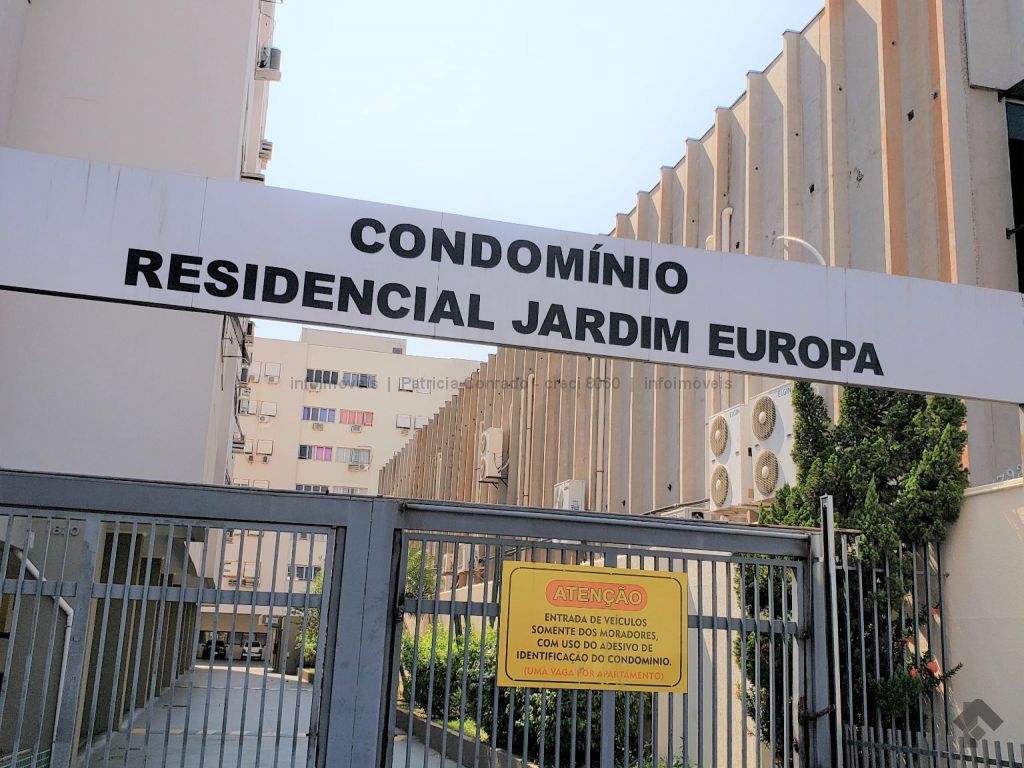 CONDOMÍNIO
RESIDENCIAL JARDIM EUROPA
infoimóveis | Patricia Conrado - creci 8060 | infoimóveis
ELGIN
ATENÇÃO
ENTRADA DE VEÍCULOS
SOMENTE DOS MORADORES,
COM USO DO ADESIVO DE
IDENTIFICAÇÃO DO CONDOMÍNIO.
(UMA VAGA POR APARTAMENTO)